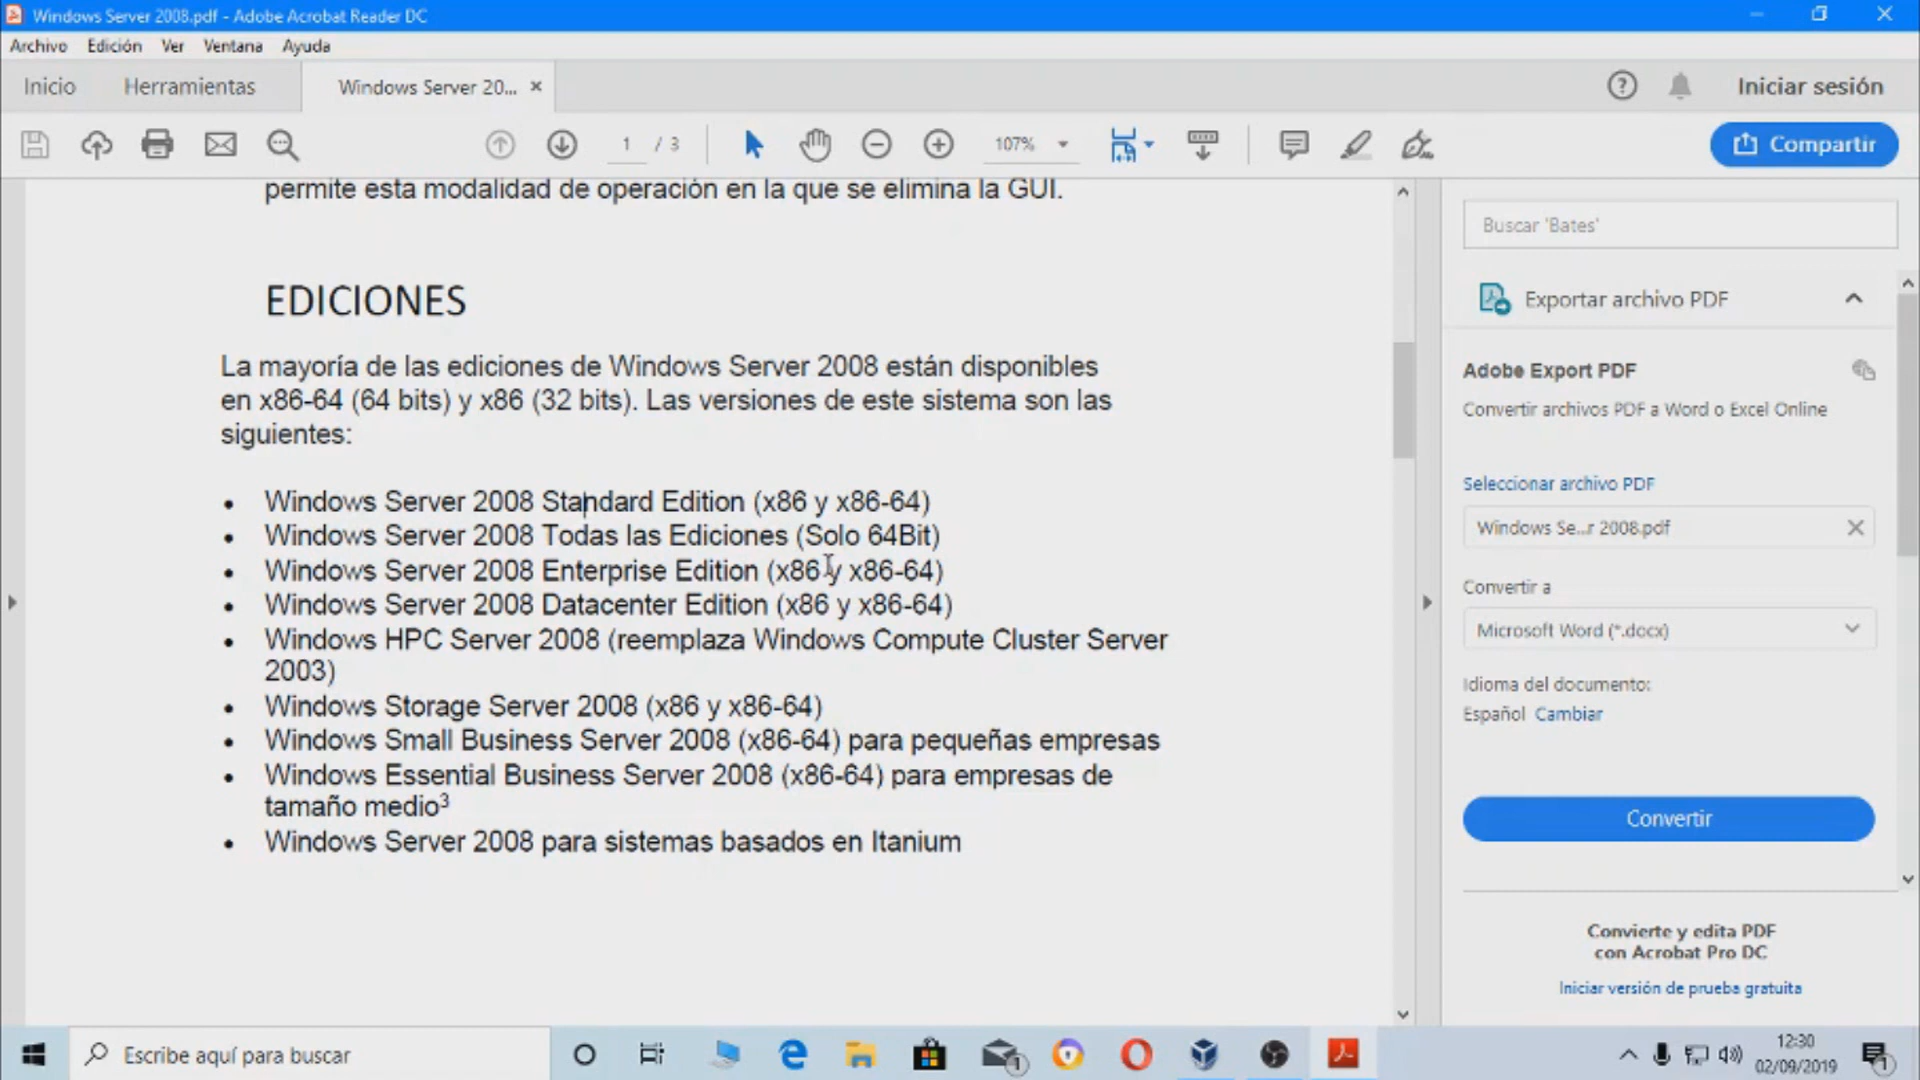 Windows Server 2008.pdf - Adobe Acrobat Reader DC
Archivo Edición Ver Ventana Ayuda
Inicio Herramientas Windows Server 20... Iniciar sesión
1 / 3 107% Compartir
permite esta modalidad de operación en la que se elimina la GUI.
EDICIONES
La mayoría de las ediciones de Windows Server 2008 están disponibles
en x86-64 (64 bits) y x86 (32 bits). Las versiones de este sistema son las
siguientes:
• Windows Server 2008 Standard Edition (x86 y x86-64)
• Windows Server 2008 Todas las Ediciones (Solo 64Bit)
• Windows Server 2008 Enterprise Edition (x86 y x86-64)
• Windows Server 2008 Datacenter Edition (x86 y x86-64)
• Windows HPC Server 2008 (reemplaza Windows Compute Cluster Server
2003)
• Windows Storage Server 2008 (x86 y x86-64)
• Windows Small Business Server 2008 (x86-64) para pequeñas empresas
• Windows Essential Business Server 2008 (x86-64) para empresas de
tamaño medio³
• Windows Server 2008 para sistemas basados en Itanium
Buscar 'Bates'
Exportar archivo PDF
Adobe Export PDF
Convertir archivos PDF a Word o Excel Online
Seleccionar archivo PDF
Windows Se...r 2008.pdf
Convertir a
Microsoft Word (*.docx)
Idioma del documento:
Español Cambiar
Convertir
Convierte y edita PDF
con Acrobat Pro DC
Iniciar versión de prueba gratuita
Escribe aquí para buscar
1
12:30
02/09/2019
1